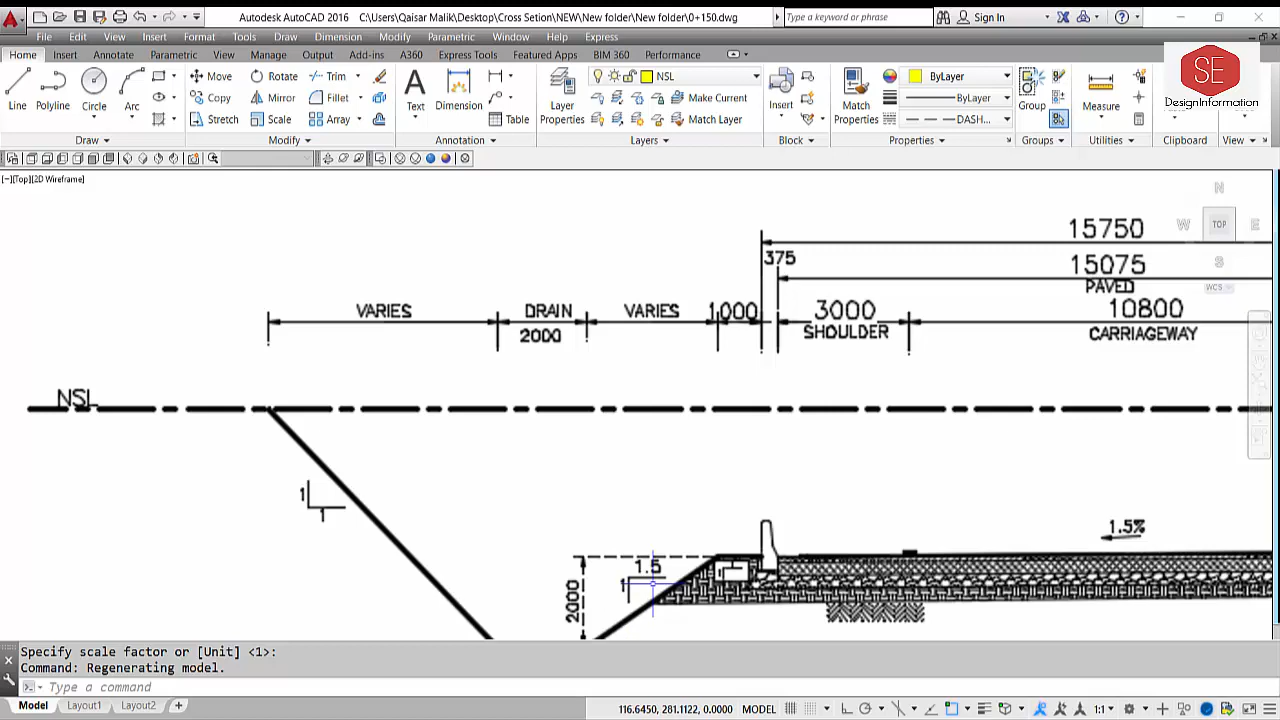 Autodesk AutoCAD 2016 C:\Users\Qaisar Malik\Desktop\Cross Setion\NEW\New folder\New folder\0+150.dwg
Type a keyword or phrase
Sign In
File Edit View Insert Format Tools Draw Dimension Modify Parametric Window Help Express
Home Insert Annotate Parametric View Manage Output Add-ins A360 Express Tools Featured Apps BIM 360 Performance
Line Polyline Circle Arc
Move Rotate Trim
Copy Mirror Fillet
Stretch Scale Array
Text Dimension Table
Layer Properties
NSL
Make Current
Match Layer
Insert
Match Properties
ByLayer
ByLayer
DASH...
Group
Measure
SE
DesignInformation
Draw Modify Annotation Layers Block Properties Groups Utilities Clipboard View
[−][Top][2D Wireframe]
N
W TOP E
S
WCS
15750
375
15075
PAVED
VARIES DRAIN VARIES 1000 3000 10800
2000 SHOULDER CARRIAGEWAY
NSL
1
1
1.5%
1.5
1
2000
Specify scale factor or [Unit] <1>:
Command: Regenerating model.
Type a command
Model Layout1 Layout2 +
116.6450, 281.1122, 0.0000 MODEL 1:1